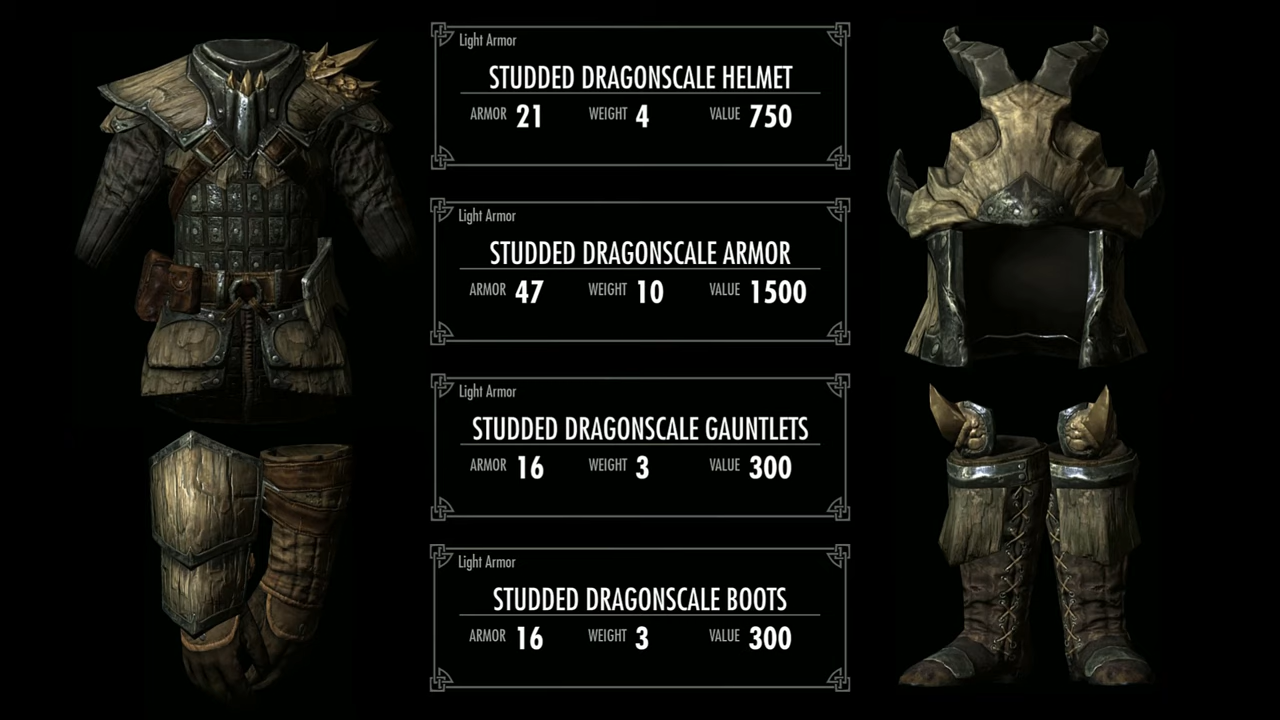 Light Armor
STUDDED DRAGONSCALE HELMET
ARMOR 21 WEIGHT 4 VALUE 750
Light Armor
STUDDED DRAGONSCALE ARMOR
ARMOR 47 WEIGHT 10 VALUE 1500
Light Armor
STUDDED DRAGONSCALE GAUNTLETS
ARMOR 16 WEIGHT 3 VALUE 300
Light Armor
STUDDED DRAGONSCALE BOOTS
ARMOR 16 WEIGHT 3 VALUE 300